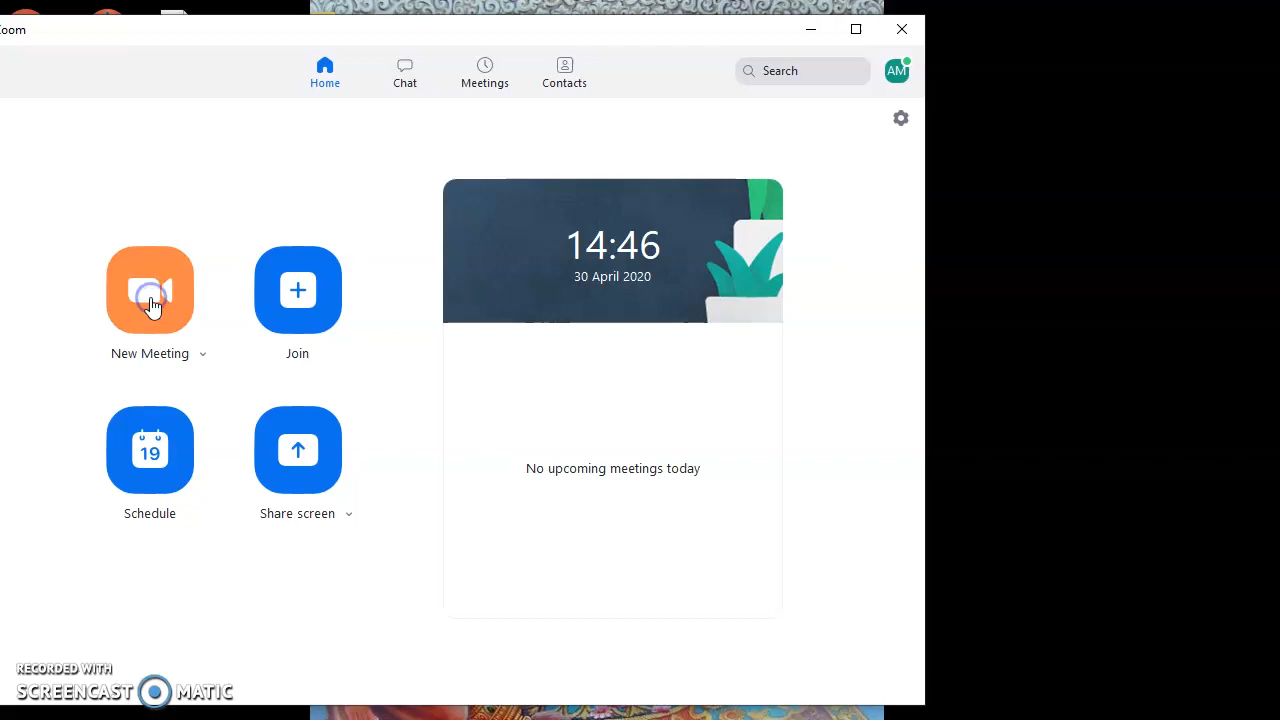 Home
Chat
Meetings
Contacts
Search
AM
14:46
30 April 2020
New Meeting
Join
19
No upcoming meetings today
Schedule
Share screen
RECORDED WITH
SCREENCAST MATIC